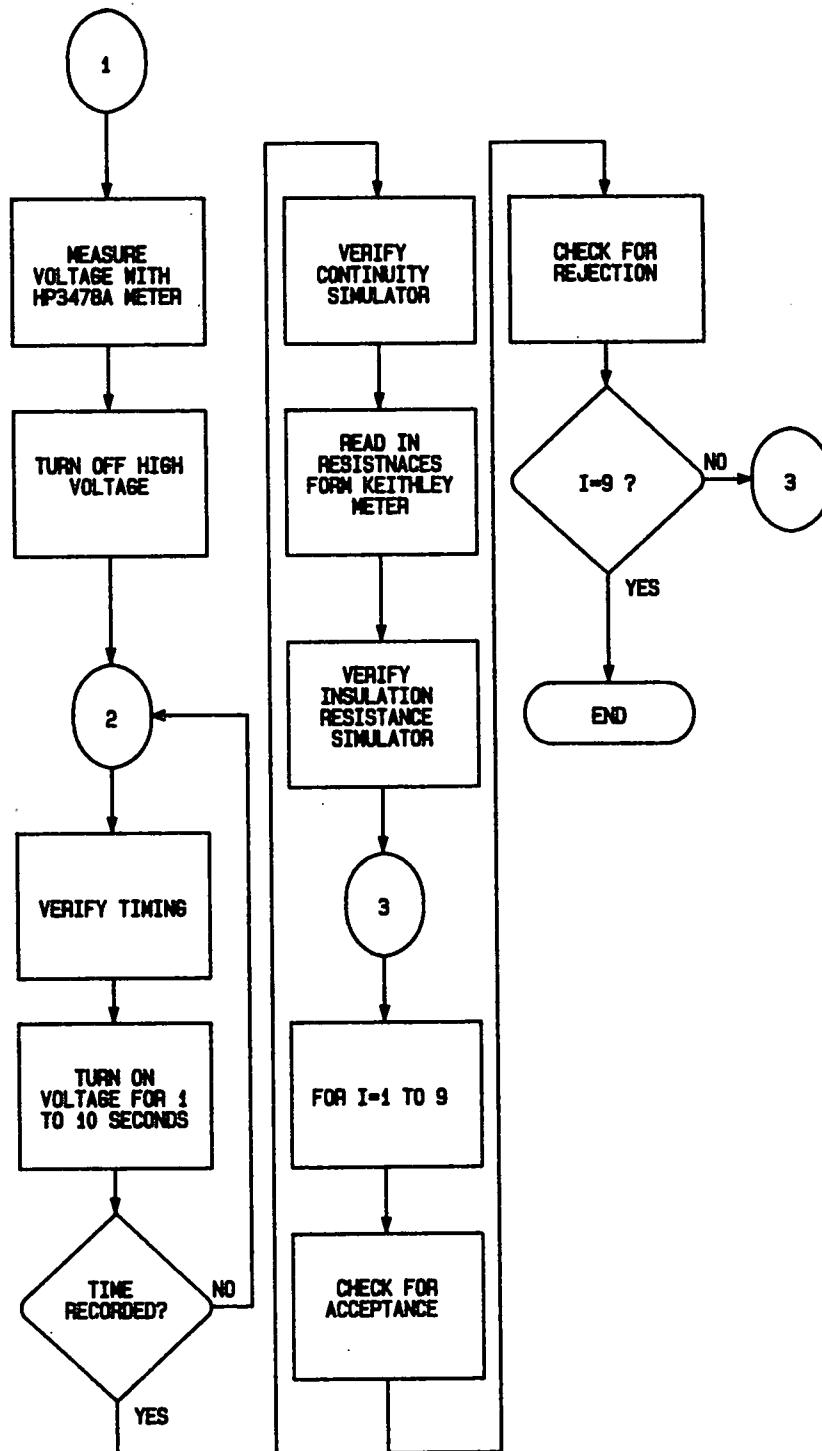 1
MEASURE
VOLTAGE WITH
HP3478A METER
TURN OFF HIGH
VOLTAGE
2
VERIFY TIMING
TURN ON
VOLTAGE FOR 1
TO 10 SECONDS
TIME
RECORDED?
NO
YES
VERIFY
CONTINUITY
SIMULATOR
READ IN
RESISTNACES
FORM KEITHLEY
METER
VERIFY
INSULATION
RESISTANCE
SIMULATOR
3
FOR I=1 TO 9
CHECK FOR
ACCEPTANCE
CHECK FOR
REJECTION
I=9 ?
NO
3
YES
END